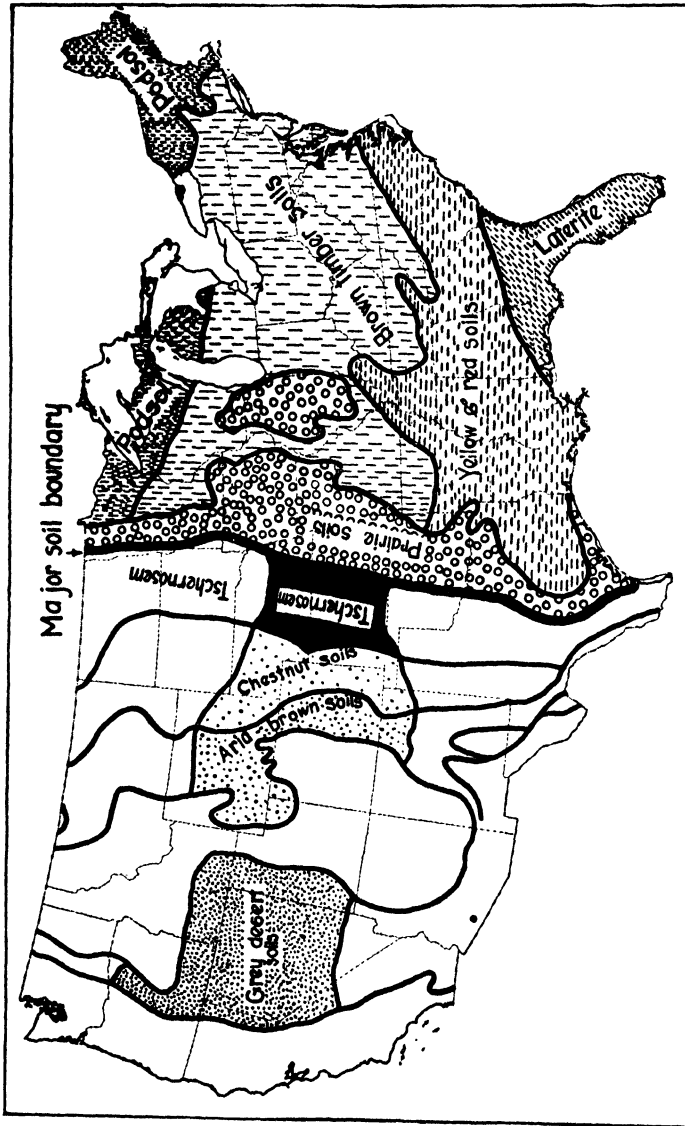 Major soil boundary
Podsol
Podsol
Brown timber soils
Yellow & red soils
Laterite
Prairie
soils
Tschernosem
Tschernosem
Chestnut soils
Arid - brown soils
Grey desert
soils